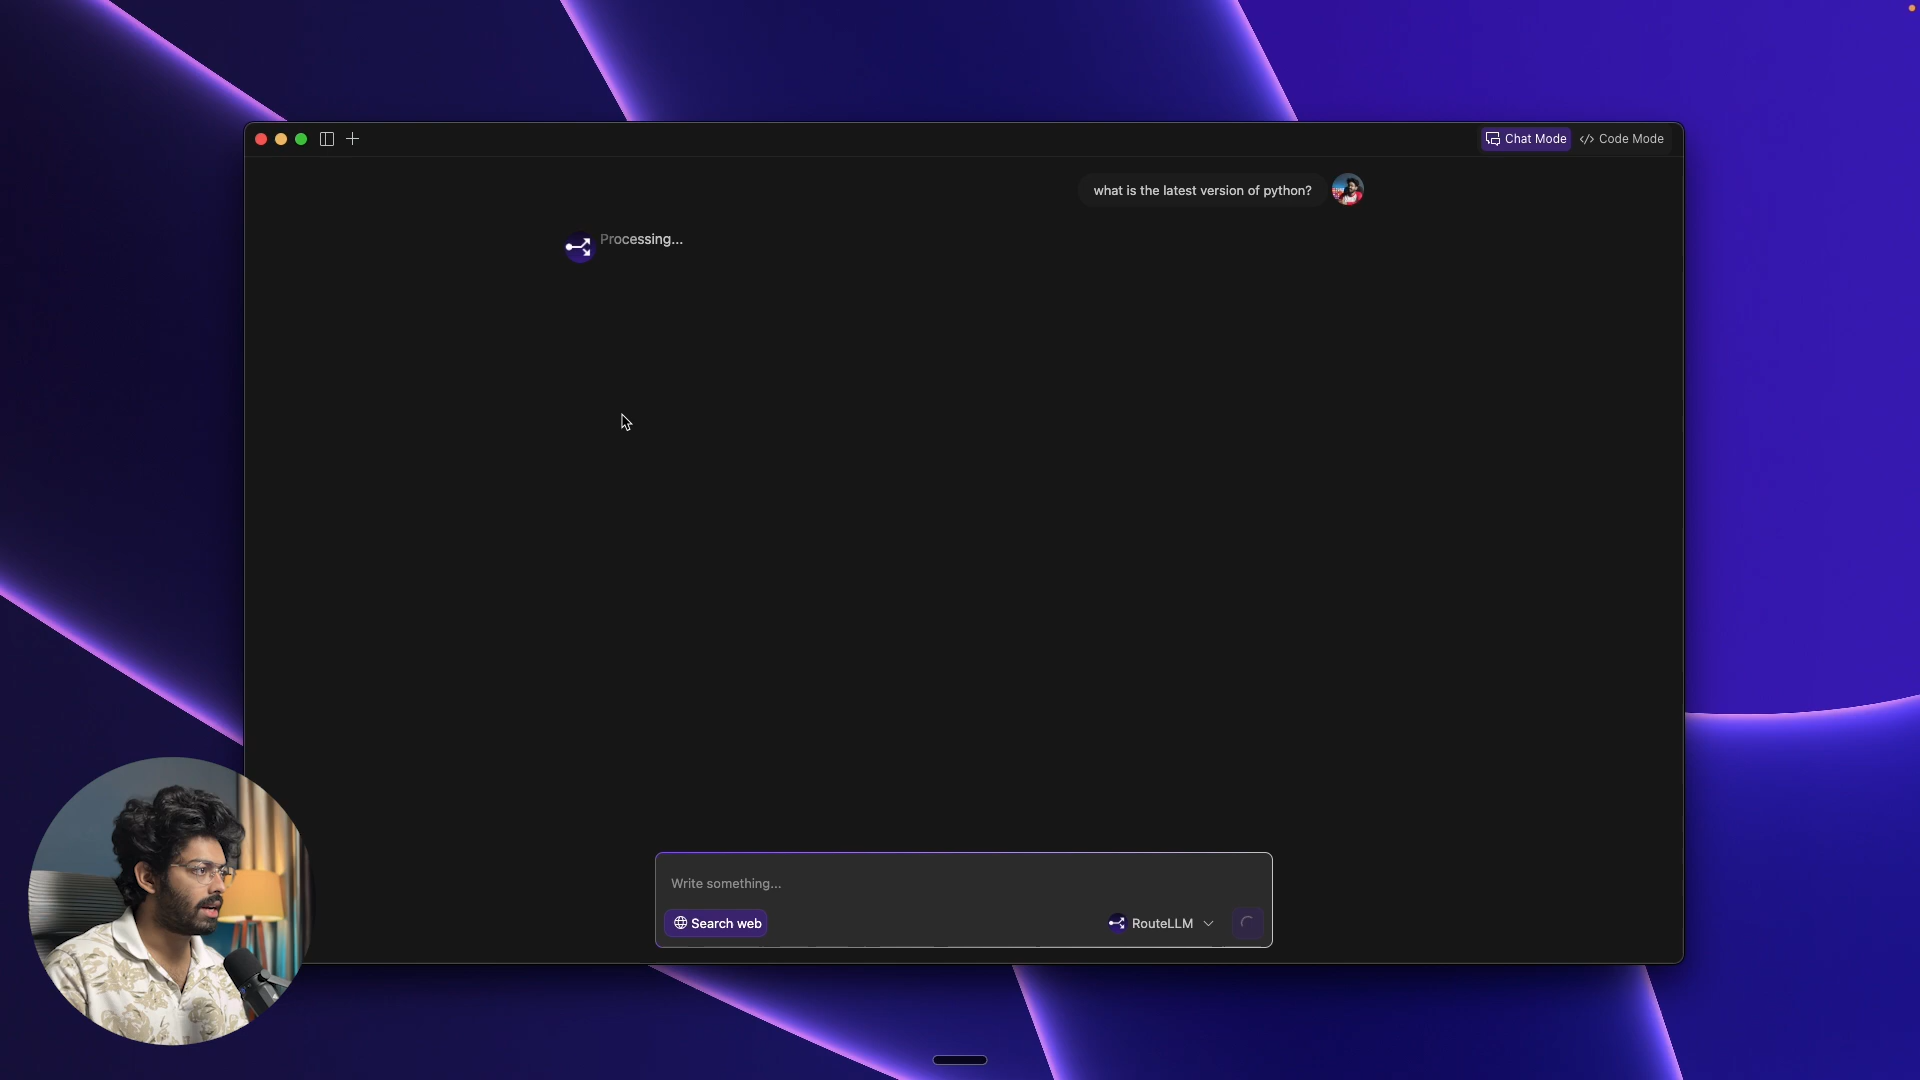 Chat Mode
Code Mode
what is the latest version of python?
Processing...
Write something...
Search web
RouteLLM